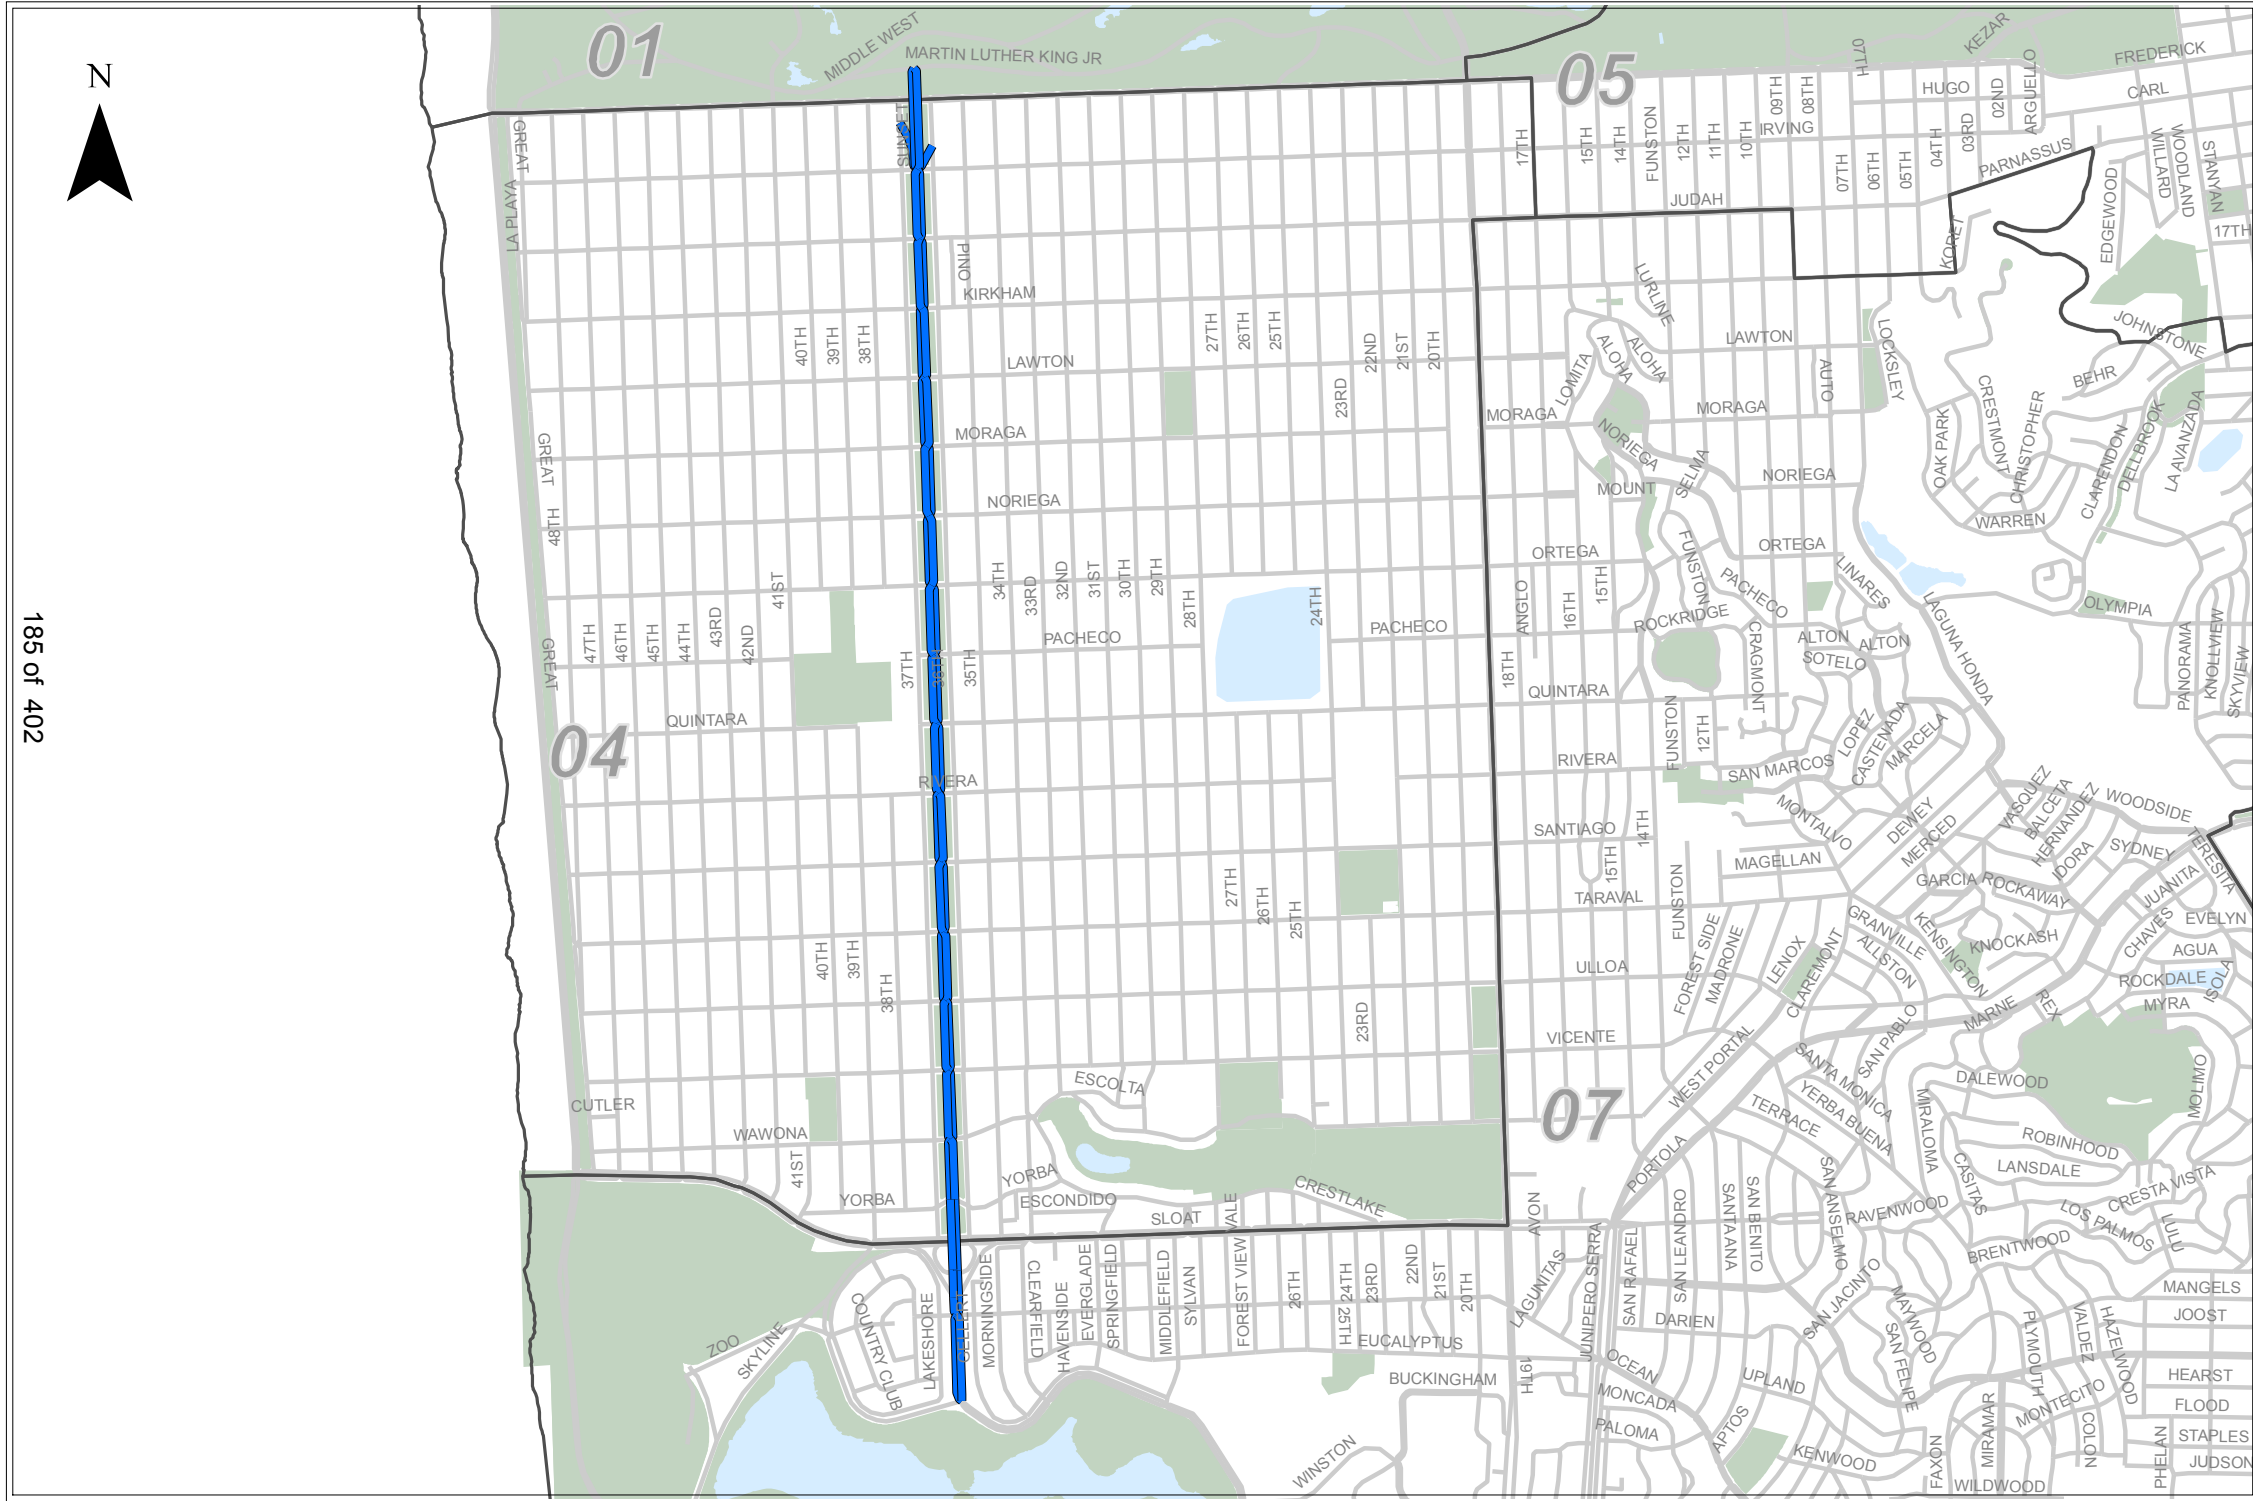 01
MIDDLE WEST
MARTIN LUTHER KING JR
05
07TH
KEZAR
FREDERICK
N
HUGO
02ND
ARGUELLO
CARL
09TH
08TH
GREAT
SUNSET
17TH
15TH
14TH
FUNSTON
12TH
11TH
10TH
IRVING
04TH
03RD
PARNASSUS
WILLARD
WOODLAND
STANYAN
07TH
06TH
05TH
LA PLAYA
JUDAH
EDGEWOOD
17TH
KORET
PINO
KIRKHAM
LURLINE
40TH
39TH
38TH
27TH
26TH
25TH
LAWTON
22ND
21ST
20TH
ALOHA
ALOHA
LAWTON
LOCKSLEY
JOHNSTONE
LOMITA
AUTO
BEHR
23RD
MORAGA
MORAGA
MORAGA
CRESTMONT
CHRISTOPHER
OAK PARK
CLARENDON
DELLBROOK
LA AVANZADA
GREAT
NORIEGA
SELMA
NORIEGA
NORIEGA
MOUNT
WARREN
48TH
ORTEGA
ORTEGA
FUNSTON
41ST
34TH
33RD
32ND
31ST
30TH
29TH
28TH
24TH
ANGLO
16TH
15TH
PACHECO
LINARES
ROCKRIDGE
OLYMPIA
LAGUNA HONDA
185 of 402
GREAT
47TH
46TH
45TH
44TH
43RD
42ND
PACHECO
PACHECO
ALTON
ALTON
SOTELO
CRAGMONT
PANORAMA
KNOLLVIEW
SKYVIEW
37TH
36TH
35TH
18TH
QUINTARA
QUINTARA
FUNSTON
12TH
LOPEZ
CASTENADA
MARCELA
04
RIVERA
RIVERA
SAN MARCOS
VASQUEZ
BALCETA
HERNANDEZ
WOODSIDE
MONTALVO
DEWEY
MERCED
SANTIAGO
14TH
15TH
IDORA
SYDNEY
TERESITA
MAGELLAN
27TH
26TH
25TH
TARAVAL
FUNSTON
GARCIA
ROCKAWAY
JUANITA
EVELYN
CHAVES
GRANVILLE
ALLSTON
KENSINGTON
KNOCKASH
AGUA
40TH
39TH
38TH
ULLOA
FOREST SIDE
MADRONE
LENOX
CLAREMONT
ROCKDALE
ISOLA
MYRA
23RD
VICENTE
MARNE
REX
SAN PABLO
WEST PORTAL
SANTA MONICA
YERBA BUENA
TERRACE
DALEWOOD
MOLIMO
MIRALOMA
ESCOLTA
CUTLER
07
WAWONA
ROBINHOOD
LANSDALE
CASITAS
PORTOLA
41ST
YORBA
YORBA
ESCONDIDO
SLOAT
VALE
CRESTLAKE
AVON
SAN LEANDRO
SANTA ANA
SAN BENITO
SAN ANSELMO
RAVENWOOD
CRESTA VISTA
LOS PALMOS
LULU
BRENTWOOD
MORNINGSIDE
CLEARFIELD
HAVENSIDE
EVERGLADE
SPRINGFIELD
MIDDLEFIELD
SYLVAN
FOREST VIEW
26TH
24TH
25TH
23RD
22ND
21ST
20TH
LAGUNITAS
JUNIPERO SERRA
SAN RAFAEL
DARIEN
SAN JACINTO
MAYWOOD
SAN FELIPE
MANGELS
JOOST
PLYMOUTH
VALDEZ
HAZELWOOD
COUNTRY CLUB
LAKESHORE
GELLERT
ZOO
SKYLINE
EUCALYPTUS
OCEAN
BUCKINGHAM
19TH
MONCADA
PALOMA
UPLAND
APTOS
KENWOOD
HEARST
FLOOD
MONTECITO
MIRAMAR
COLON
PHELAN
STAPLES
JUDSON
WINSTON
FAXON
WILDWOOD